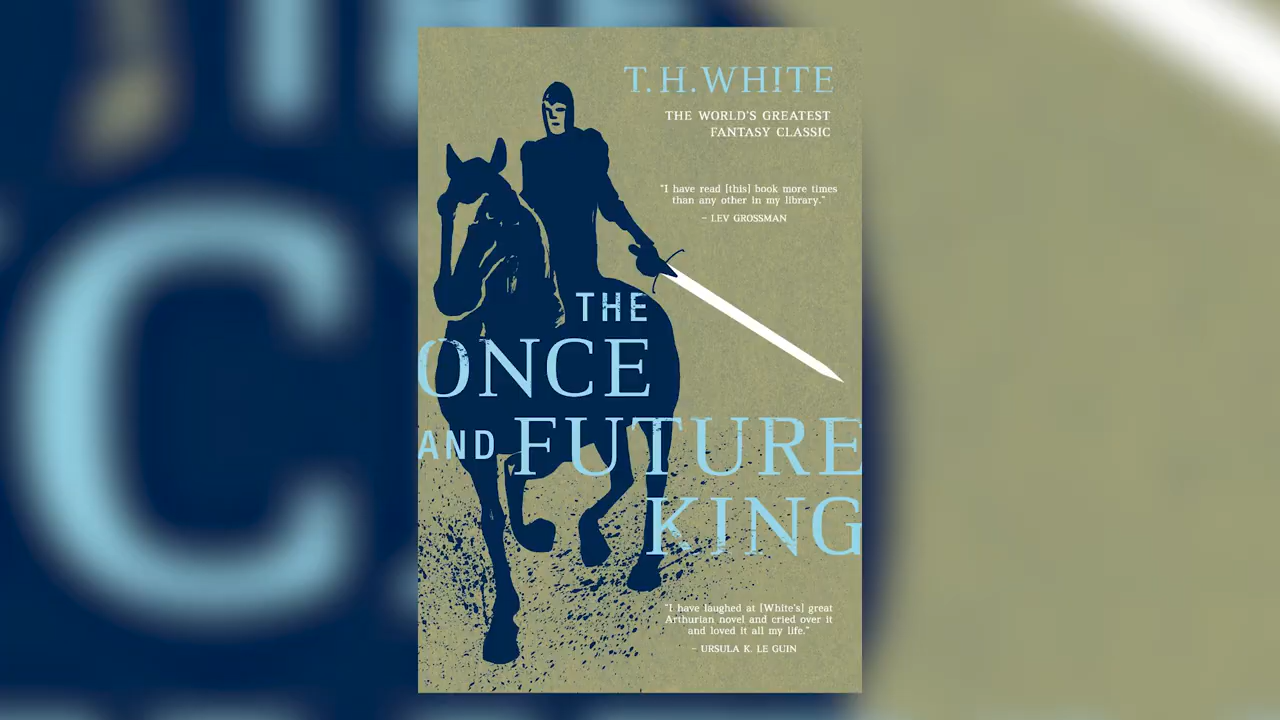 T.H.WHITE
THE WORLD'S GREATEST
FANTASY CLASSIC
"I have read [this] book more times
than any other in my library."
– LEV GROSSMAN
THE
ONCE
AND FUTURE
KING
"I have laughed at [White's] great
Arthurian novel and cried over it
and loved it all my life."
– URSULA K. LE GUIN